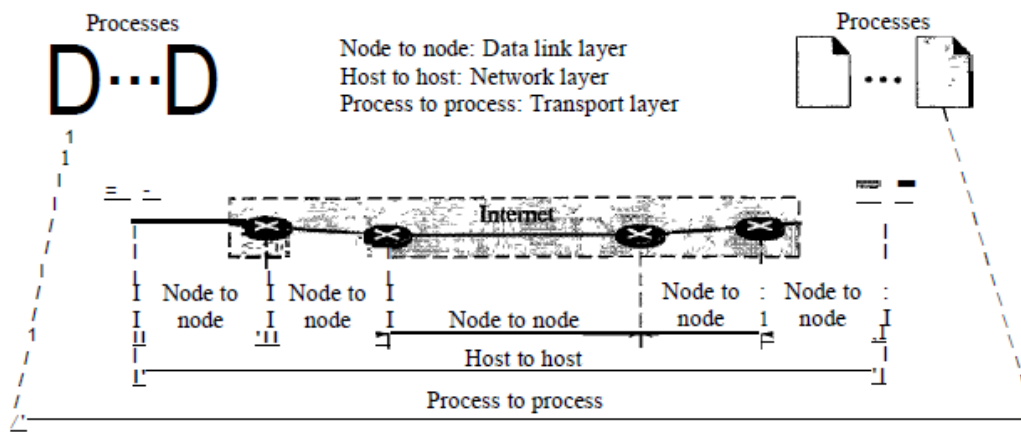 Processes
Processes
D...D
Node to node: Data link layer
Host to host: Network layer
Process to process: Transport layer
Internet
Node to
node
Node to
node
Node to node
Node to
node
Node to
node
Host to host
Process to process